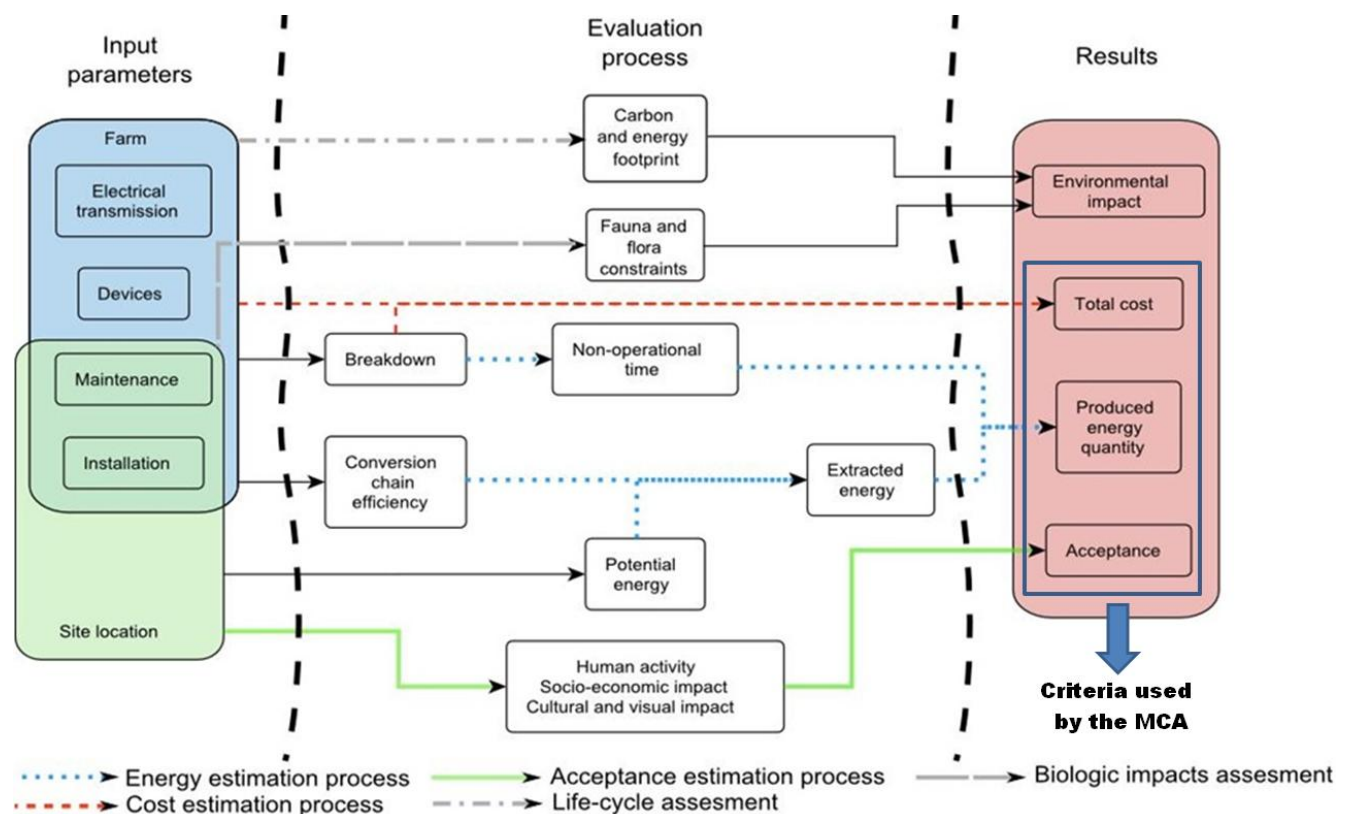 Input
parameters
Evaluation
process
Results
Farm
Electrical
transmission
Devices
Maintenance
Installation
Site location
Carbon
and energy
footprint
Fauna and
flora
constraints
Breakdown
Non-operational
time
Conversion
chain
efficiency
Extracted
energy
Potential
energy
Human activity
Socio-economic impact
Cultural and visual impact
Environmental
impact
Total cost
Produced
energy
quantity
Acceptance
Criteria used
by the MCA
Energy estimation process
Acceptance estimation process
Biologic impacts assesment
Cost estimation process
Life-cycle assesment